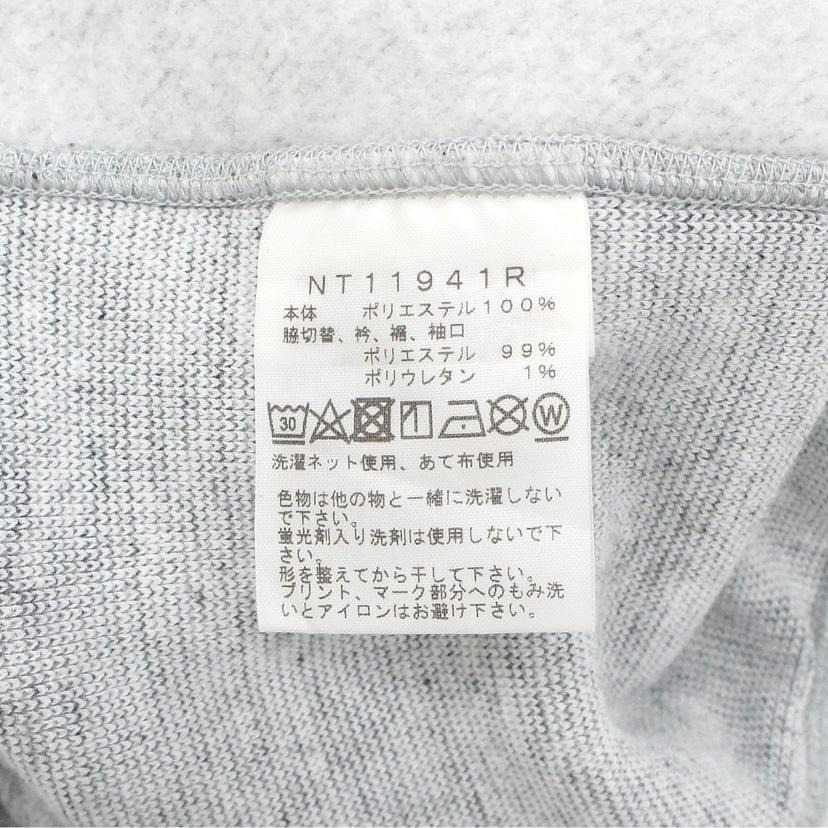 NT11941R
本体 ポリエステル100%
脇切替、衿、裾、袖口
ポリエステル 99%
ポリウレタン 1%
30 W
洗濯ネット使用、あて布使用
色物は他の物と一緒に洗濯しない
で下さい。
蛍光剤入り洗剤は使用しないで下
さい。
形を整えてから干して下さい。
プリント、マーク部分へのもみ洗
いとアイロンはお避け下さい。